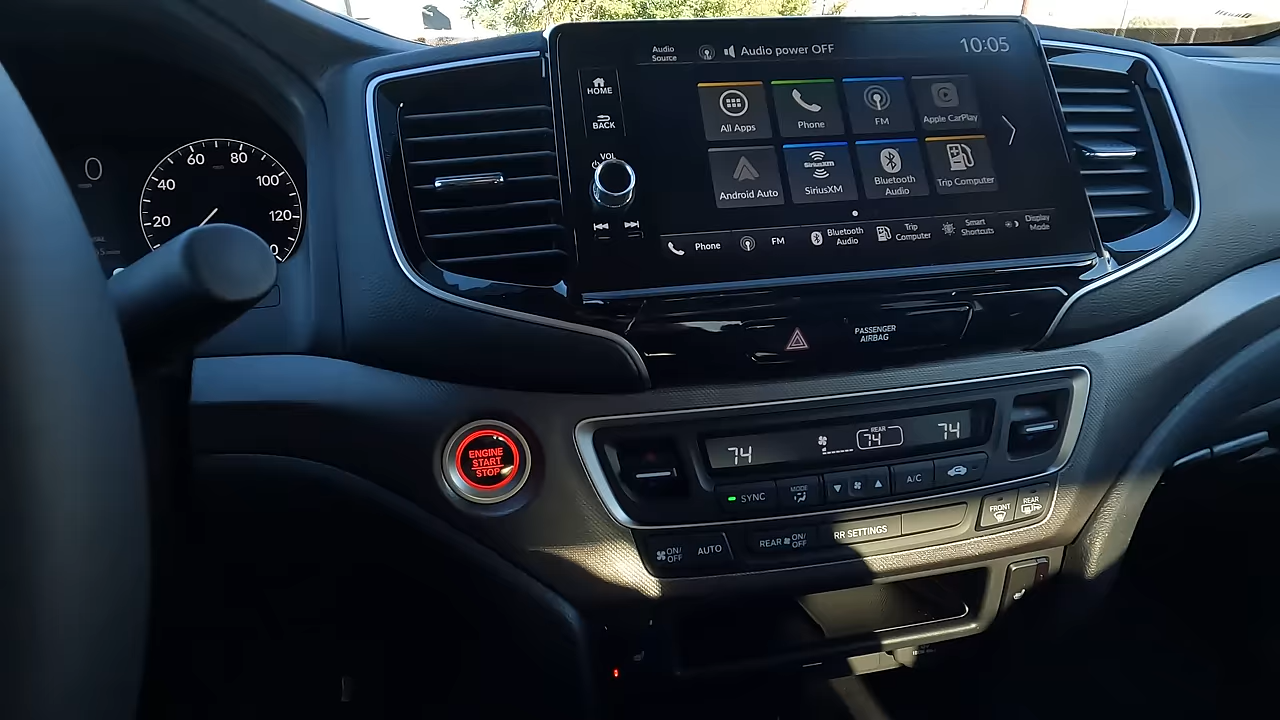 Audio
Source
Audio power OFF
10:05
HOME
BACK
VOL
All Apps
Phone
FM
Apple CarPlay
Android Auto
SiriusXM
SiriusXM
Bluetooth
Audio
Trip Computer
Phone
FM
Bluetooth
Audio
Trip
Computer
Smart
Shortcuts
Display
Mode
0
20
40
60
80
100
120
PASSENGER
AIRBAG
ENGINE
START
STOP
74
REAR
74
74
SYNC
MODE
A/C
ON/
OFF
AUTO
REAR
ON/
OFF
RR SETTINGS
FRONT
REAR